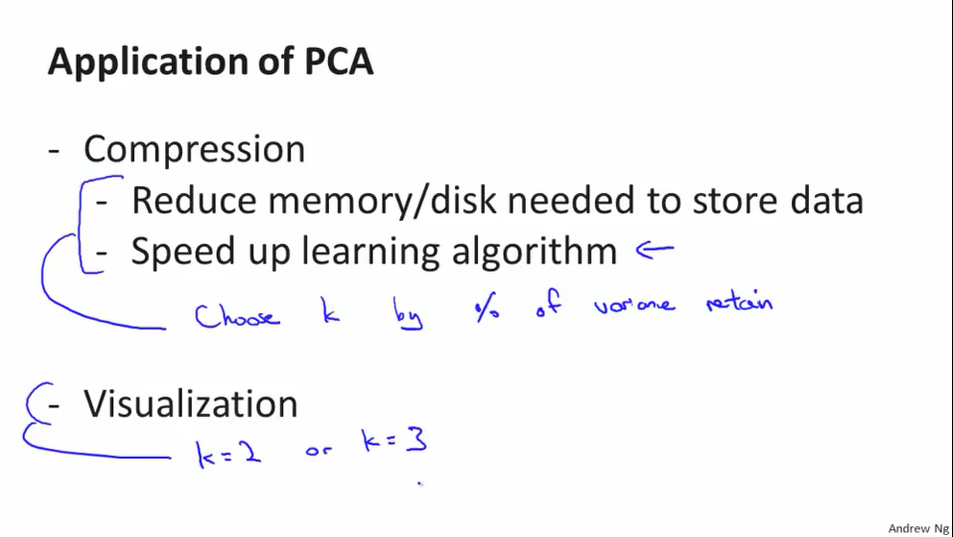 Application of PCA
- Compression
- Reduce memory/disk needed to store data
- Speed up learning algorithm ←
Choose k by % of variance retain
- Visualization
k=2 or k=3
Andrew Ng